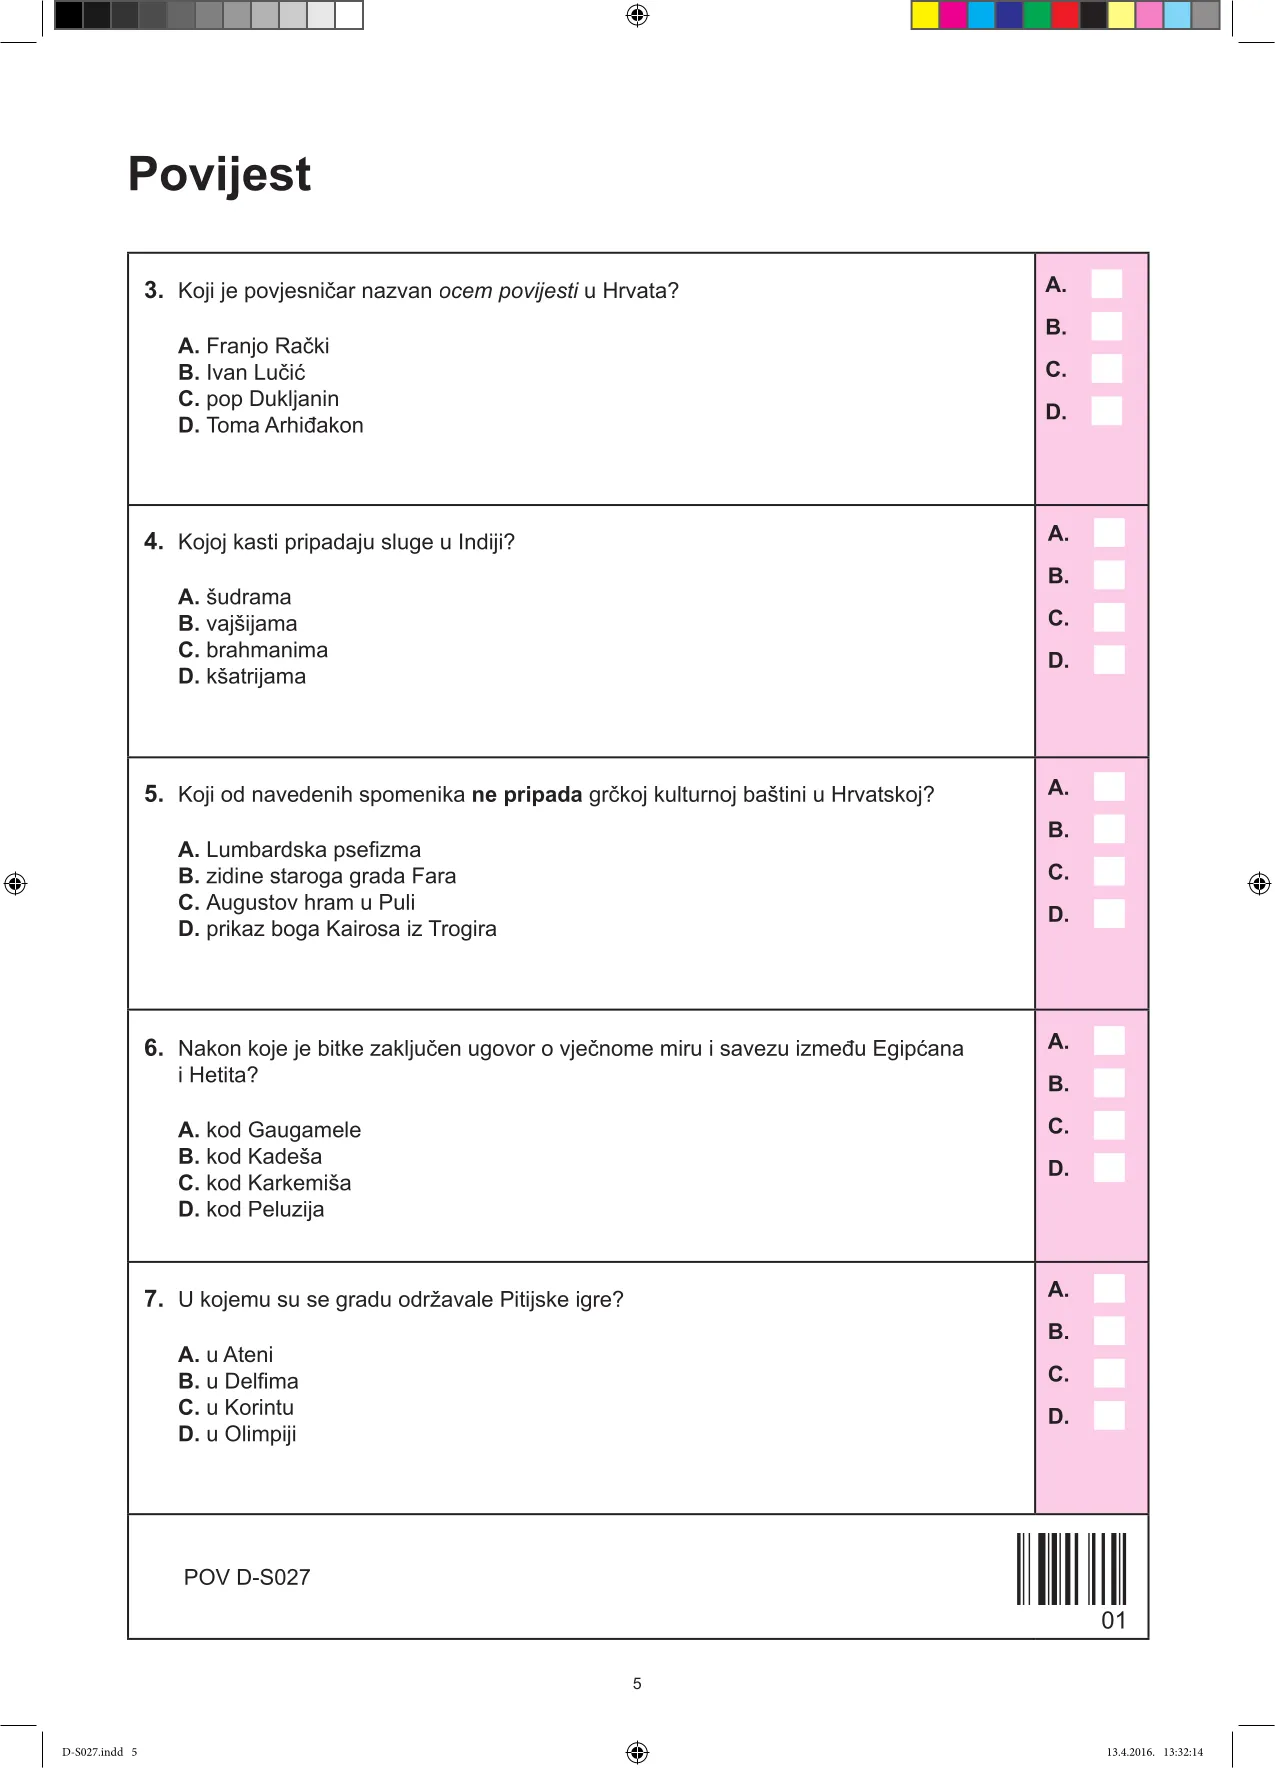 Povijest
3. Koji je povjesničar nazvan ocem povijesti u Hrvata?
A. Franjo Rački
B. Ivan Lučić
C. pop Dukljanin
D. Toma Arhiđakon
A.
B.
C.
D.
4. Kojoj kasti pripadaju sluge u Indiji?
A. šudrama
B. vajšijama
C. brahmanima
D. kšatrijama
A.
B.
C.
D.
5. Koji od navedenih spomenika ne pripada grčkoj kulturnoj baštini u Hrvatskoj?
A. Lumbardska psefizma
B. zidine staroga grada Fara
C. Augustov hram u Puli
D. prikaz boga Kairosa iz Trogira
A.
B.
C.
D.
6. Nakon koje je bitke zaključen ugovor o vječnome miru i savezu između Egipćana
i Hetita?
A. kod Gaugamele
B. kod Kadeša
C. kod Karkemiša
D. kod Peluzija
A.
B.
C.
D.
7. U kojemu su se gradu održavale Pitijske igre?
A. u Ateni
B. u Delfima
C. u Korintu
D. u Olimpiji
A.
B.
C.
D.
POV D-S027
01
5
D-S027.indd 5
13.4.2016. 13:32:14